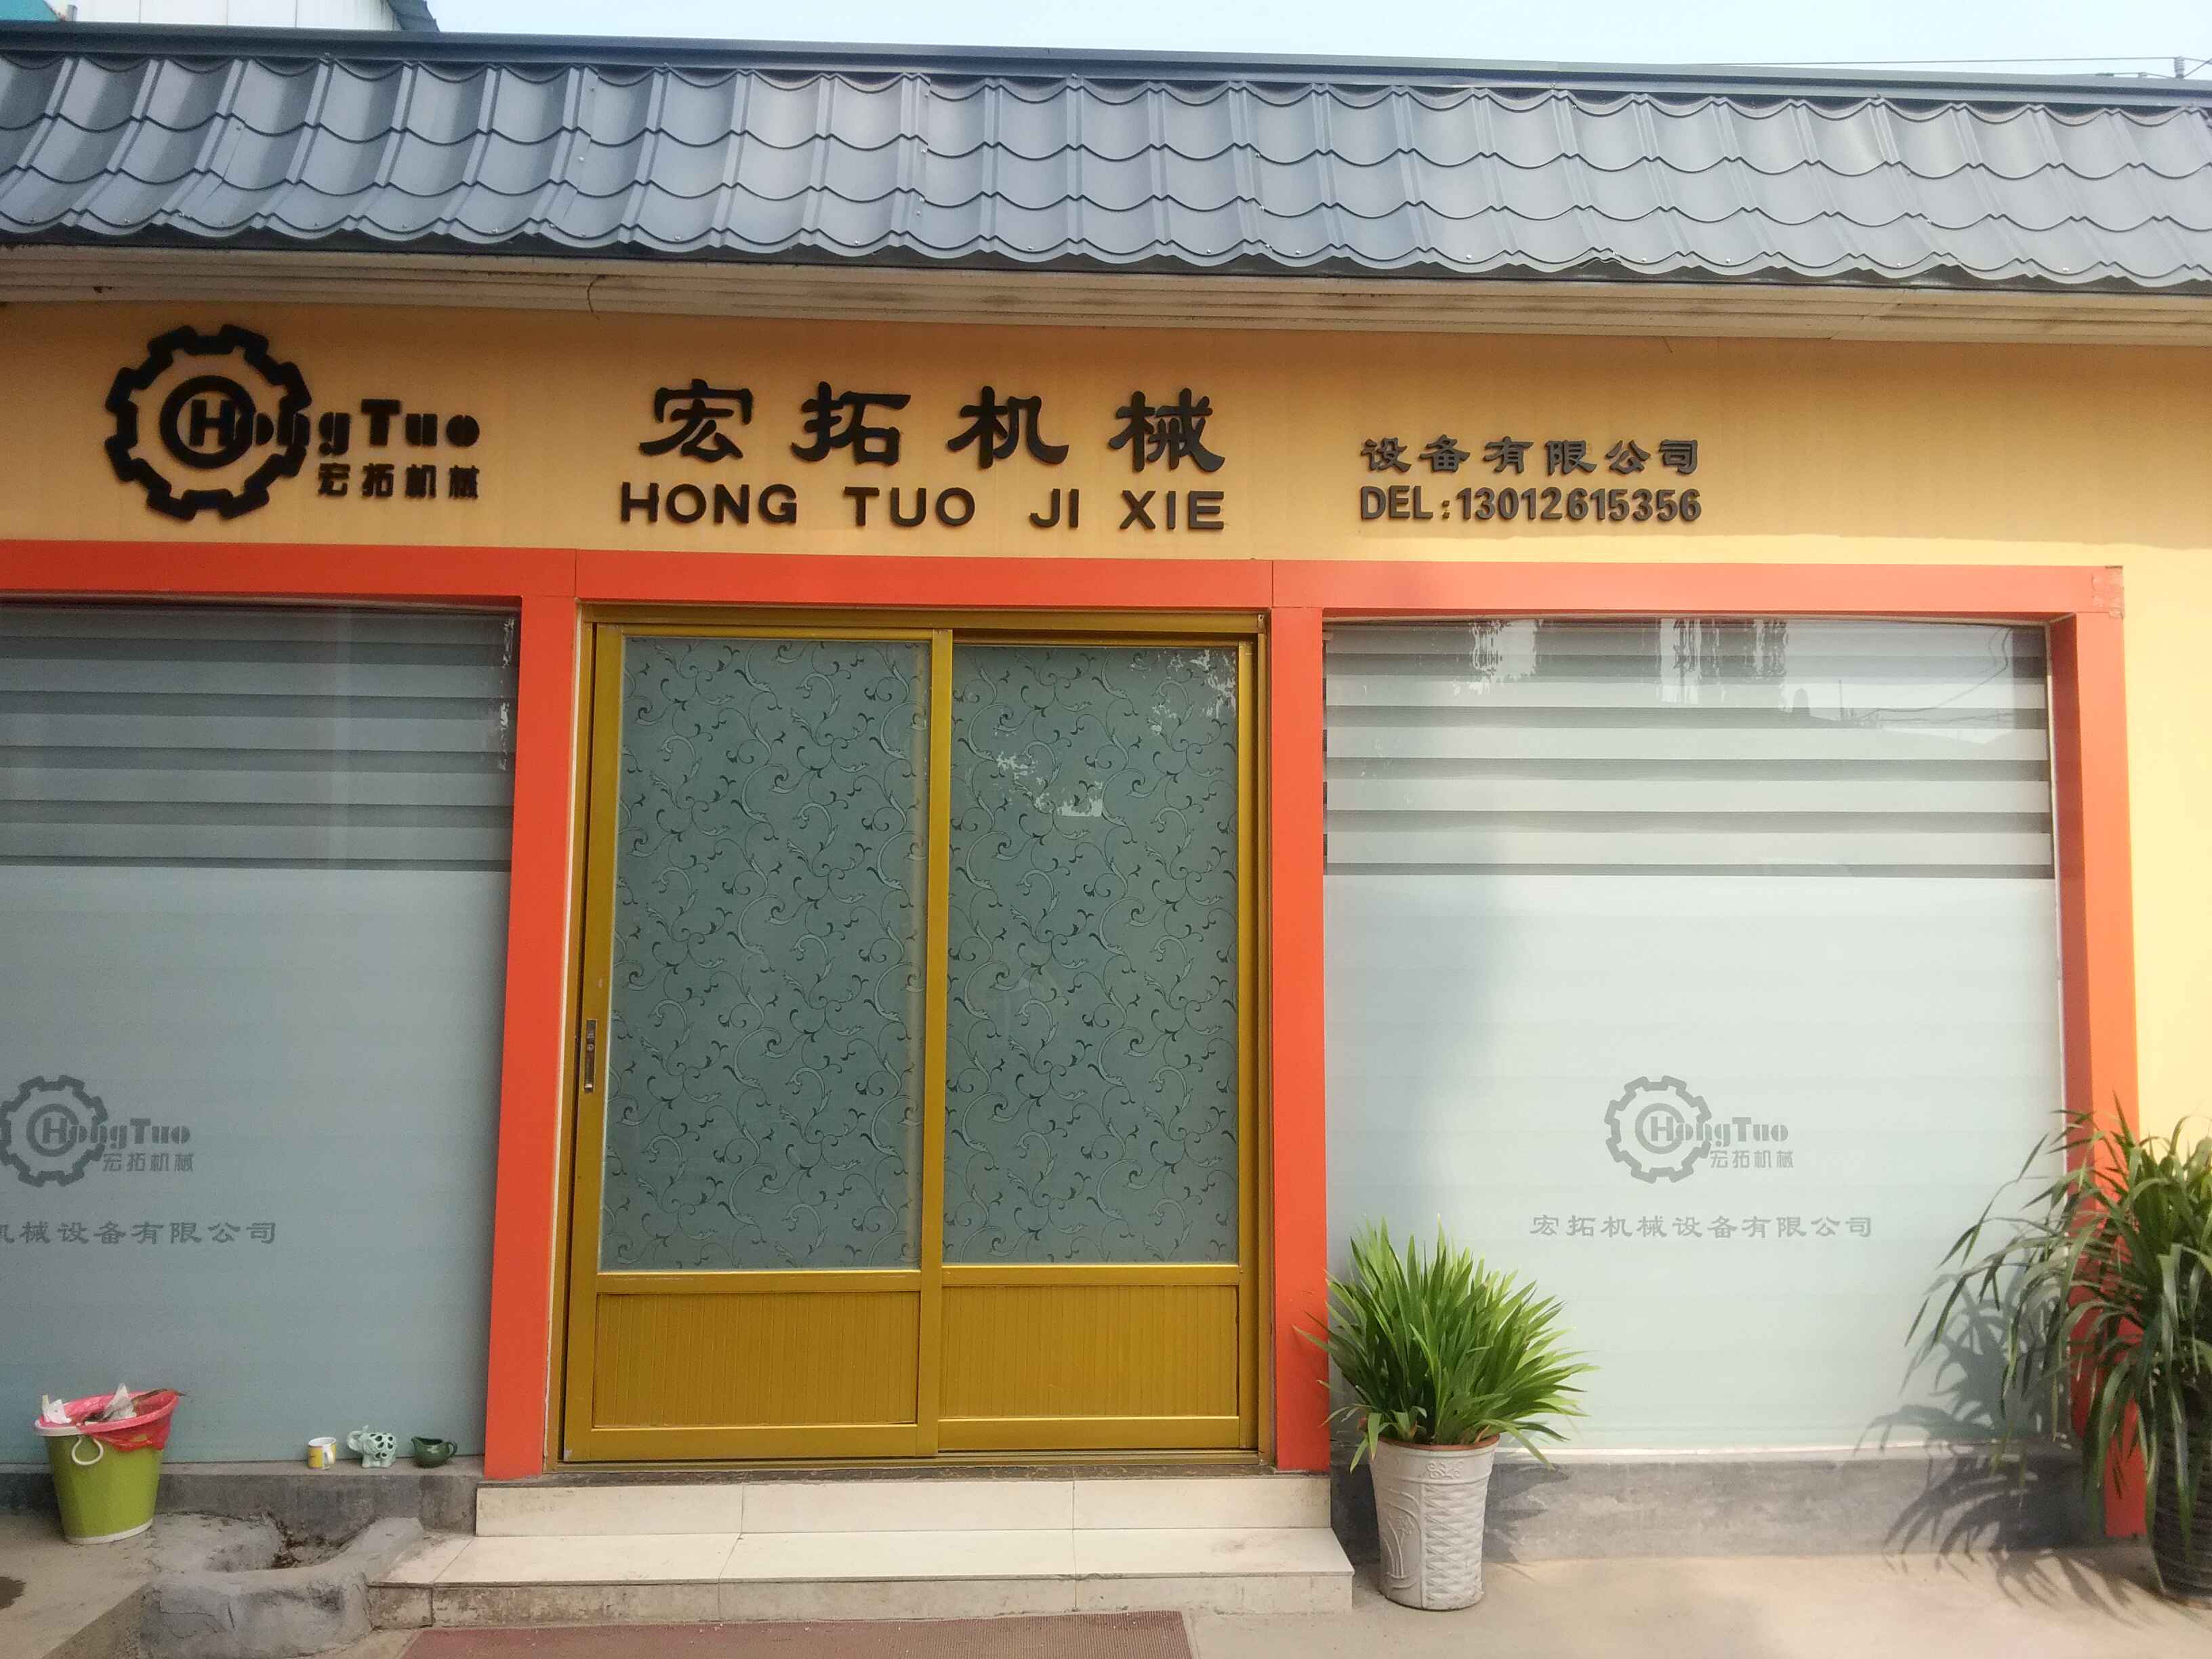 HongTuo
宏拓机械
宏拓机械
HONG TUO JI XIE
设备有限公司
DEL:13012615356
HongTuo
宏拓机械
机械设备有限公司
HongTuo
宏拓机械
宏拓机械设备有限公司